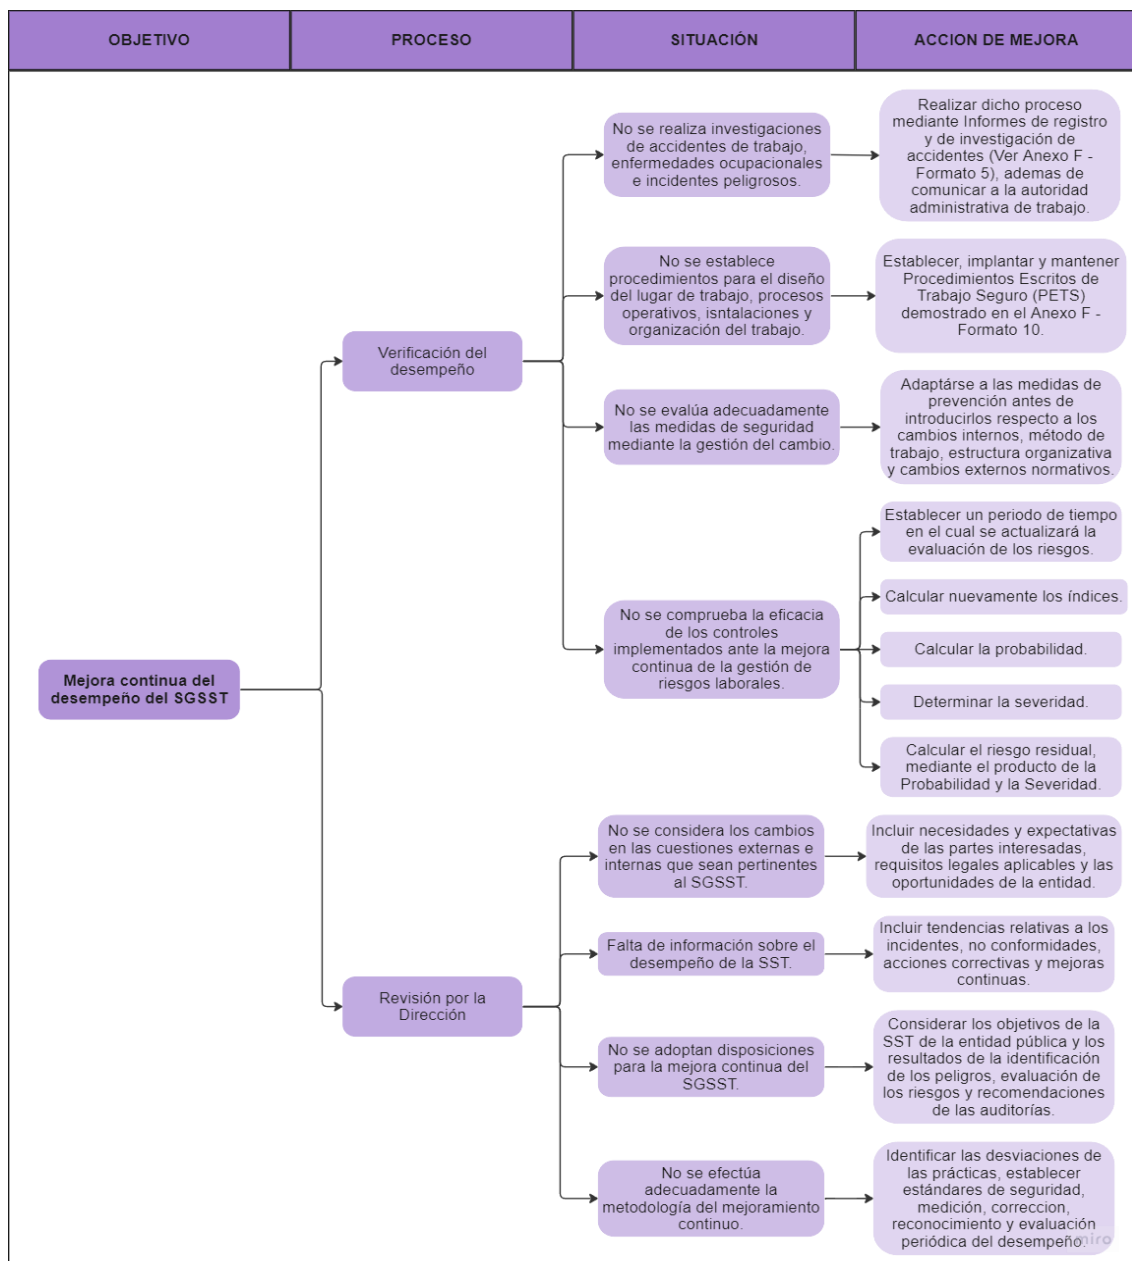 OBJETIVO
PROCESO
SITUACIÓN
ACCION DE MEJORA
Mejora continua del
desempeño del SGSST
Verificación del
desempeño
No se realiza investigaciones
de accidentes de trabajo,
enfermedades ocupacionales
e incidentes peligrosos.
Realizar dicho proceso
mediante Informes de registro
y de investigación de
accidentes (Ver Anexo F -
Formato 5), ademas de
comunicar a la autoridad
administrativa de trabajo.
No se establece
procedimientos para el diseño
del lugar de trabajo, procesos
operativos, isntalaciones y
organización del trabajo.
Establecer, implantar y mantener
Procedimientos Escritos de
Trabajo Seguro (PETS)
demostrado en el Anexo F -
Formato 10.
No se evalúa adecuadamente
las medidas de seguridad
mediante la gestión del cambio.
Adaptárse a las medidas de
prevención antes de
introducirlos respecto a los
cambios internos, método de
trabajo, estructura organizativa
y cambios externos normativos.
No se comprueba la eficacia
de los controles
implementados ante la mejora
continua de la gestión de
riesgos laborales.
Establecer un periodo de tiempo
en el cual se actualizará la
evaluación de los riesgos.
Calcular nuevamente los índices.
Calcular la probabilidad.
Determinar la severidad.
Calcular el riesgo residual,
mediante el producto de la
Probabilidad y la Severidad.
Revisión por la
Dirección
No se considera los cambios
en las cuestiones externas e
internas que sean pertinentes
al SGSST.
Incluir necesidades y expectativas
de las partes interesadas,
requisitos legales aplicables y las
oportunidades de la entidad.
Falta de información sobre el
desempeño de la SST.
Incluir tendencias relativas a los
incidentes, no conformidades,
acciones correctivas y mejoras
continuas.
No se adoptan disposiciones
para la mejora continua del
SGSST.
Considerar los objetivos de la
SST de la entidad pública y los
resultados de la identificación
de los peligros, evaluación de
los riesgos y recomendaciones
de las auditorías.
No se efectúa
adecuadamente la
metodología del mejoramiento
continuo.
Identificar las desviaciones de
las prácticas, establecer
estándares de seguridad,
medición, correccion,
reconocimiento y evaluación
periódica del desempeño.
miro